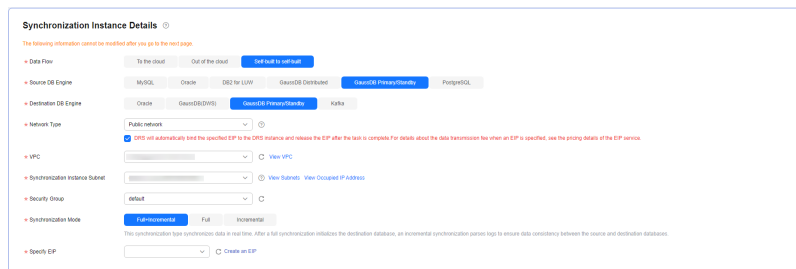 Synchronization Instance Details
The following information cannot be modified after you go to the next page.
* Data Flow To the cloud Out of the cloud Self-built to self-built
* Source DB Engine MySQL Oracle DB2 for LUW GaussDB Distributed GaussDB Primary/Standby PostgreSQL
* Destination DB Engine Oracle GaussDB(DWS) GaussDB Primary/Standby Kafka
* Network Type Public network
DRS will automatically bind the specified EIP to the DRS instance and release the EIP after the task is complete.For details about the data transmission fees when an EIP is specified, see the pricing details of the EIP service.
* VPC View VPC
* Synchronization Instance Subnet View Subnets View Occupied IP Address
* Security Group default
* Synchronization Mode Full+Incremental Full Incremental
This synchronization type synchronizes data in real time. After a full synchronization initializes the destination database, an incremental synchronization parses logs to ensure data consistency between the source and destination databases.
* Specify EIP Create an EIP